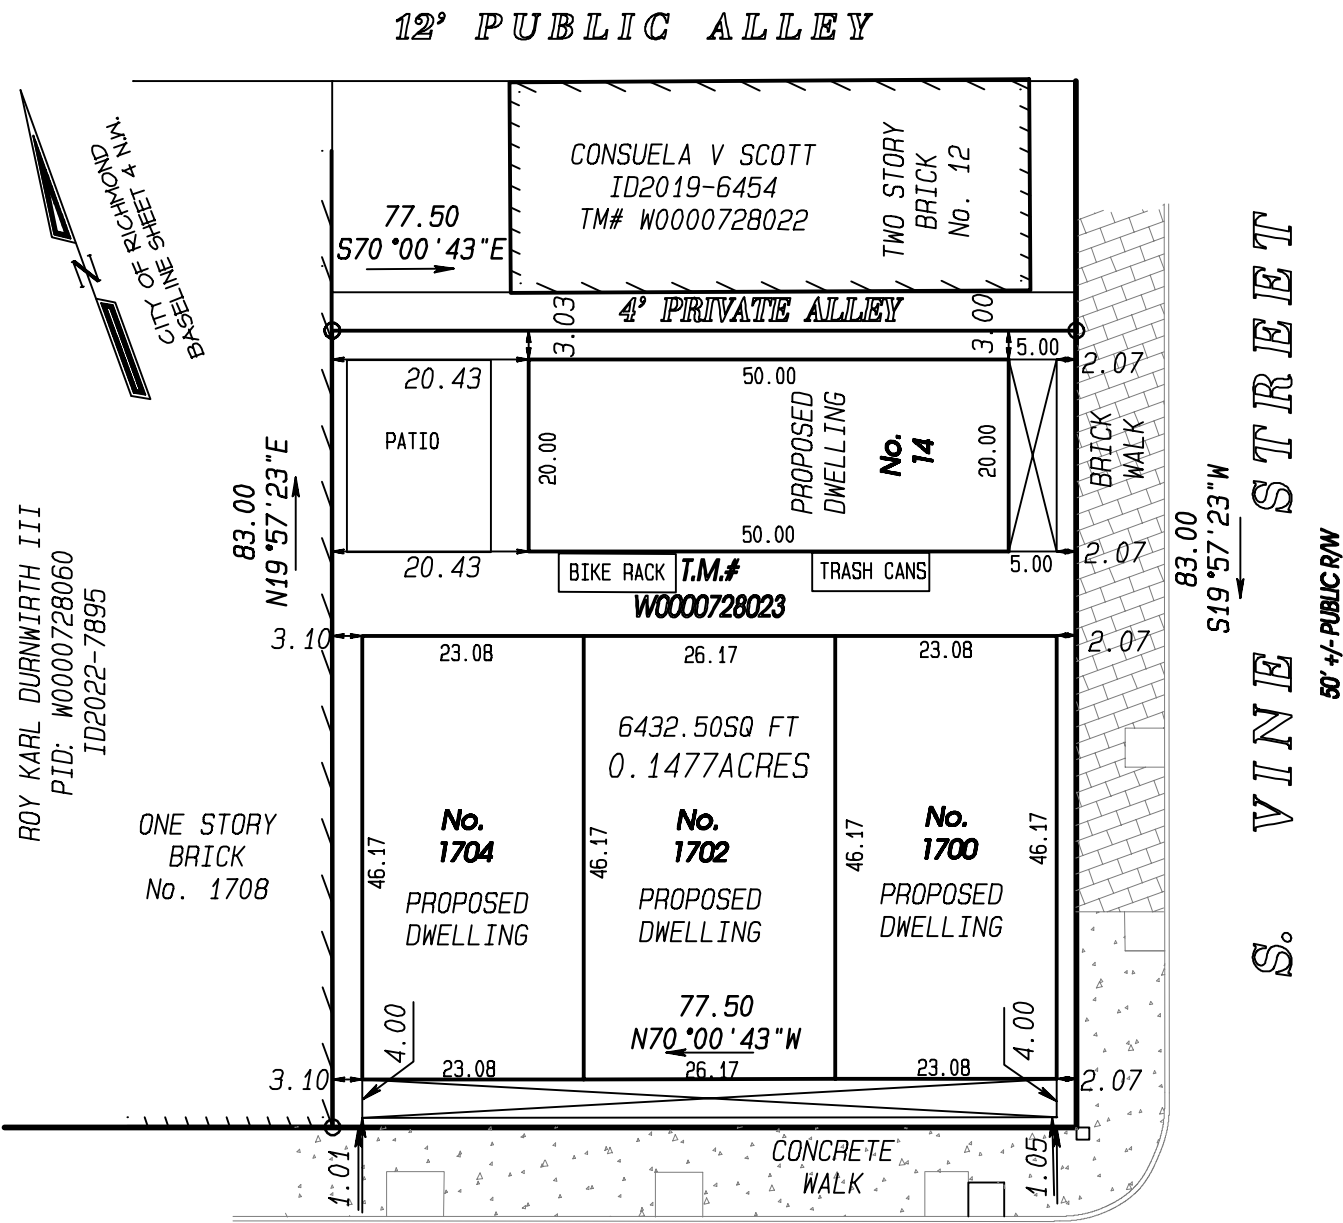 12' PUBLIC ALLEY
CITY OF RICHMOND
BASELINE SHEET 4 N.M.
N
77.50
S70°00'43"E
CONSUELA V SCOTT
ID2019-6454
TM# W0000728022
TWO STORY
BRICK
No. 12
4' PRIVATE ALLEY
3.03
3.00
5.00
2.07
20.43
50.00
PATIO
20.00
PROPOSED
DWELLING
No.
14
20.00
BRICK
WALK
83.00
N19°57'23"E
50.00
20.43
5.00
2.07
BIKE RACK
T.M.#
W0000728023
TRASH CANS
83.00
S19°57'23"W
S. VINE STREET
50' +/- PUBLIC R/W
ROY KARL DURNWIRTH III
PID: W0000728060
ID2022-7895
3.10
23.08
26.17
23.08
2.07
6432.50SQ FT
0.1477ACRES
ONE STORY
BRICK
No. 1708
46.17
No.
1704
PROPOSED
DWELLING
46.17
No.
1702
PROPOSED
DWELLING
46.17
No.
1700
PROPOSED
DWELLING
46.17
77.50
N70°00'43"W
4.00
4.00
3.10
23.08
26.17
23.08
2.07
1.01
CONCRETE
WALK
1.05